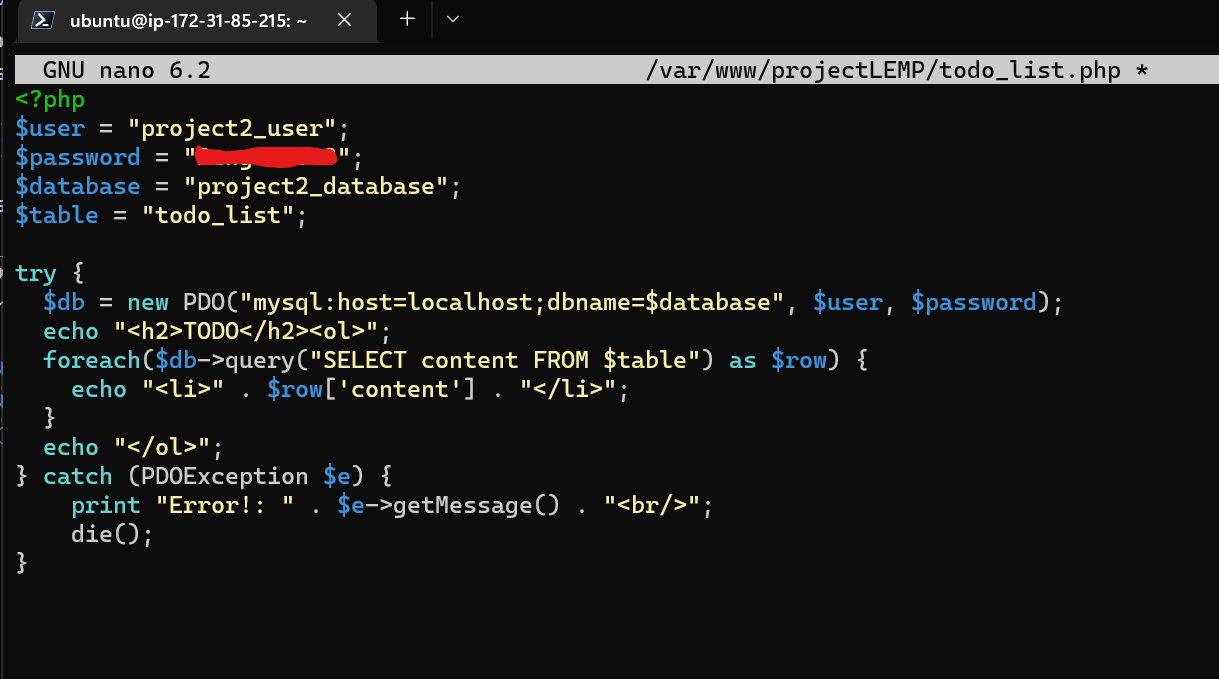 ubuntu@ip-172-31-85-215: ~
GNU nano 6.2 /var/www/projectLEMP/todo_list.php *
<?php
$user = "project2_user";
$password = "";
$database = "project2_database";
$table = "todo_list";
try {
  $db = new PDO("mysql:host=localhost;dbname=$database", $user, $password);
  echo "<h2>TODO</h2><ol>";
  foreach($db->query("SELECT content FROM $table") as $row) {
    echo "<li>" . $row['content'] . "</li>";
  }
  echo "</ol>";
} catch (PDOException $e) {
    print "Error!: " . $e->getMessage() . "<br/>";
    die();
}